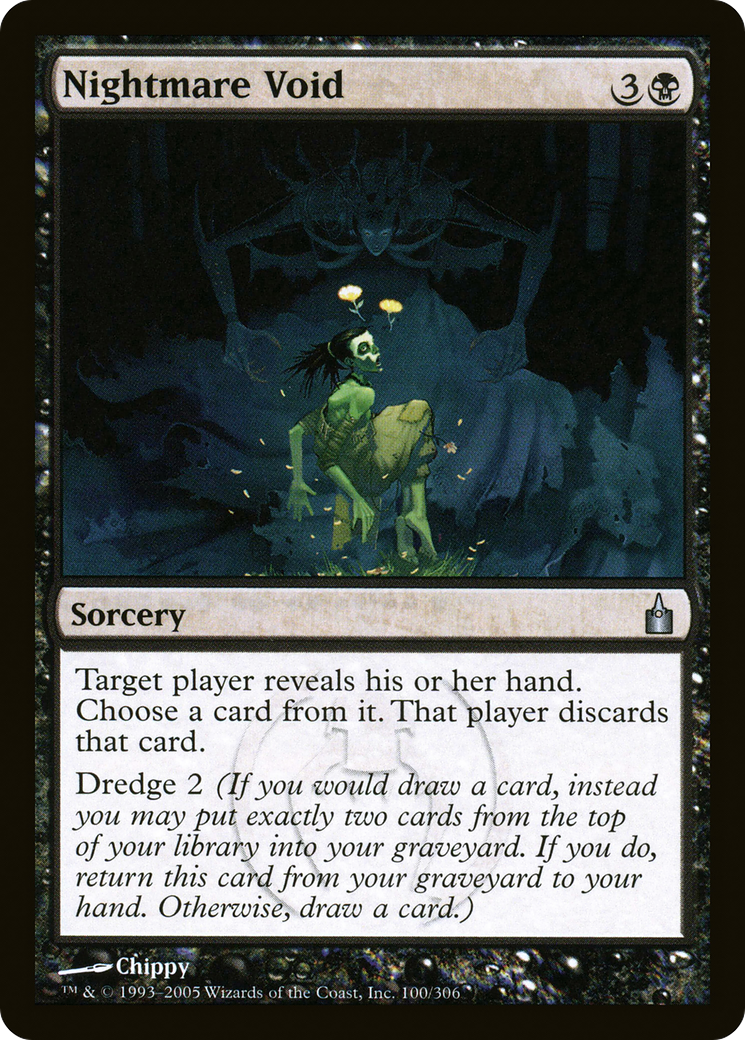 Nightmare Void 3
Sorcery
Target player reveals his or her hand.
Choose a card from it. That player discards
that card.
Dredge 2 (If you would draw a card, instead
you may put exactly two cards from the top
of your library into your graveyard. If you do,
return this card from your graveyard to your
hand. Otherwise, draw a card.)
Chippy
™ & © 1993–2005 Wizards of the Coast, Inc. 100/306